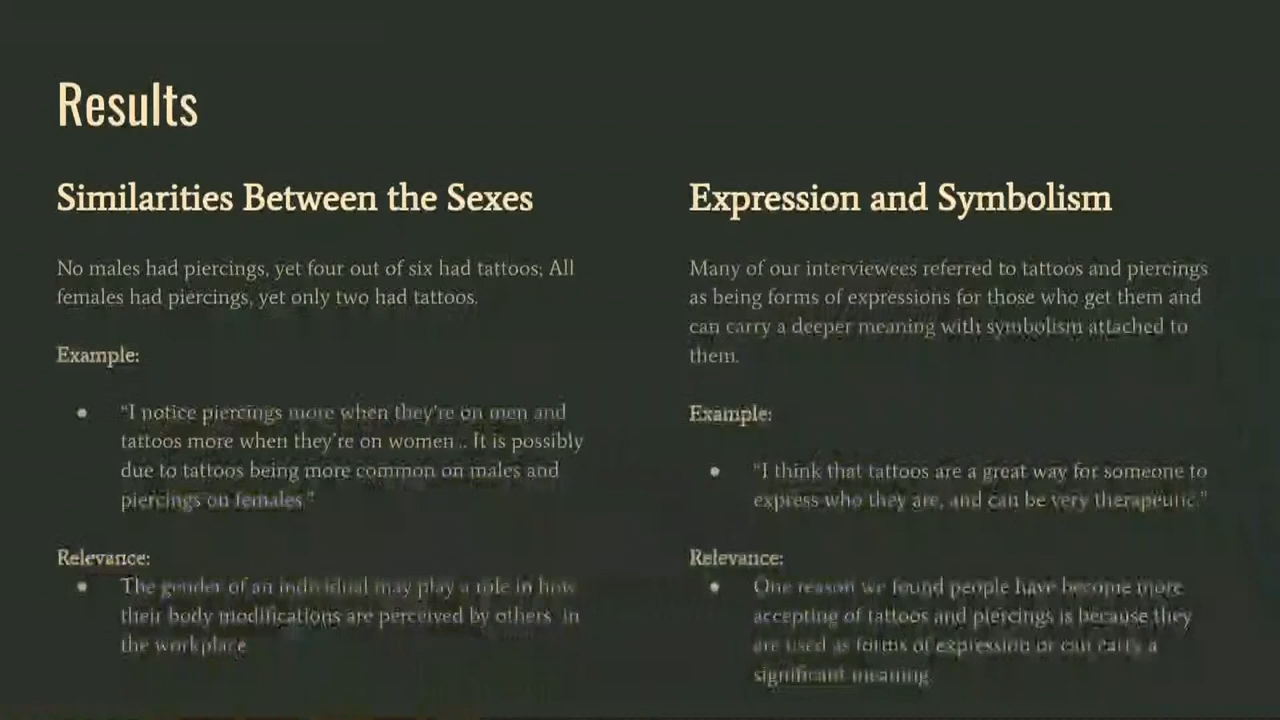 Results
Similarities Between the Sexes
No males had piercings, yet four out of six had tattoos; All
females had piercings, yet only two had tattoos.
Example:
● "I notice piercings more when they're on men and
tattoos more when they're on women .. It is possibly
due to tattoos being more common on males and
piercings on females."
Relevance:
● The gender of an individual may play a role in how
their body modifications are perceived by others in
the workplace
Expression and Symbolism
Many of our interviewees referred to tattoos and piercings
as being forms of expressions for those who get them and
can carry a deeper meaning with symbolism attached to
them.
Example:
● "I think that tattoos are a great way for someone to
express who they are, and can be very therapeutic."
Relevance:
● One reason we found people have become more
accepting of tattoos and piercings is because they
are used as forms of expression or can carry a
significant meaning